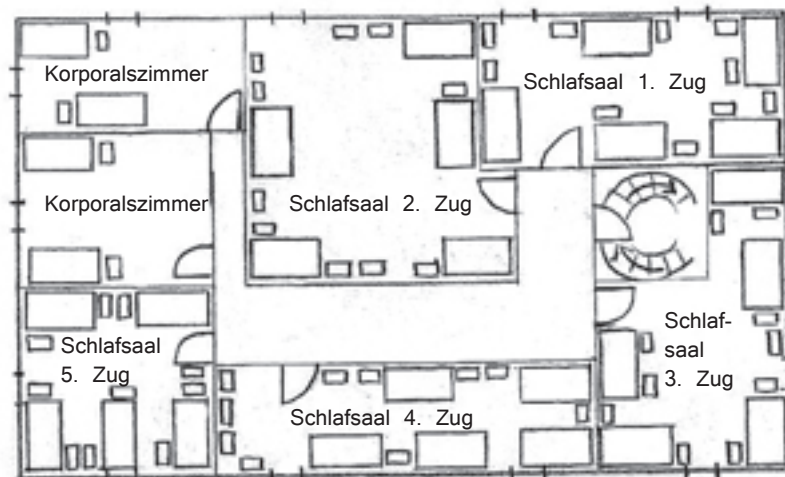 Korporalszimmer
Schlafsaal 1. Zug
Korporalszimmer
Schlafsaal 2. Zug
Schlaf-
saal
3. Zug
Schlafsaal
5. Zug
Schlafsaal 4. Zug